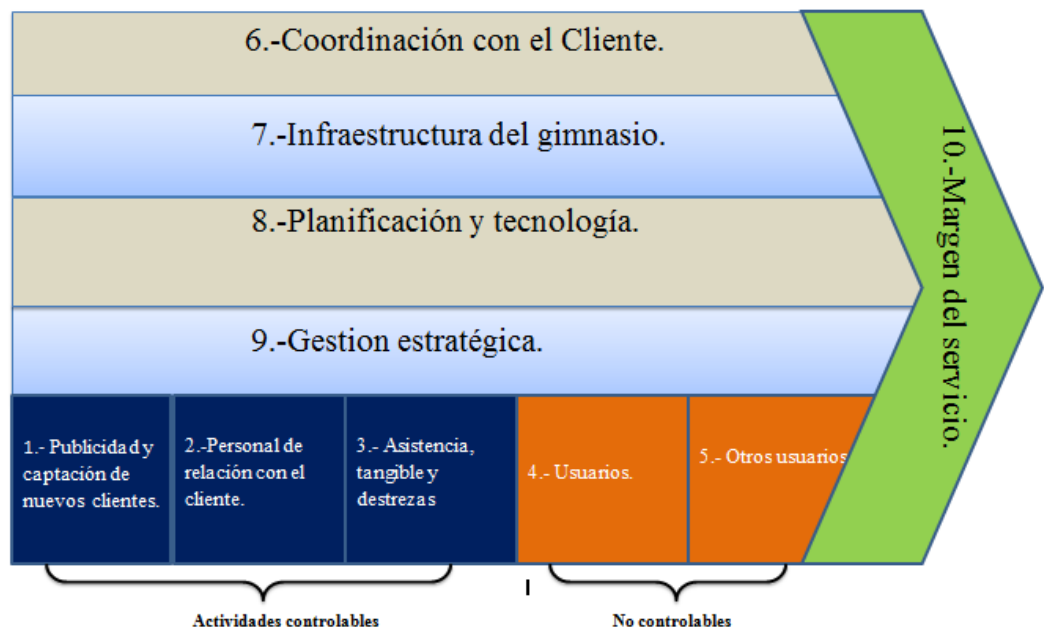 6.-Coordinación con el Cliente.
7.-Infraestructura del gimnasio.
8.-Planificación y tecnología.
9.-Gestion estratégica.
10.-Margen del servicio.
1.- Publicidad y
captación de
nuevos clientes.
2.-Personal de
relación con el
cliente.
3.- Asistencia,
tangible y
destrezas
4.- Usuarios.
5.- Otros usuarios
Actividades controlables
No controlables